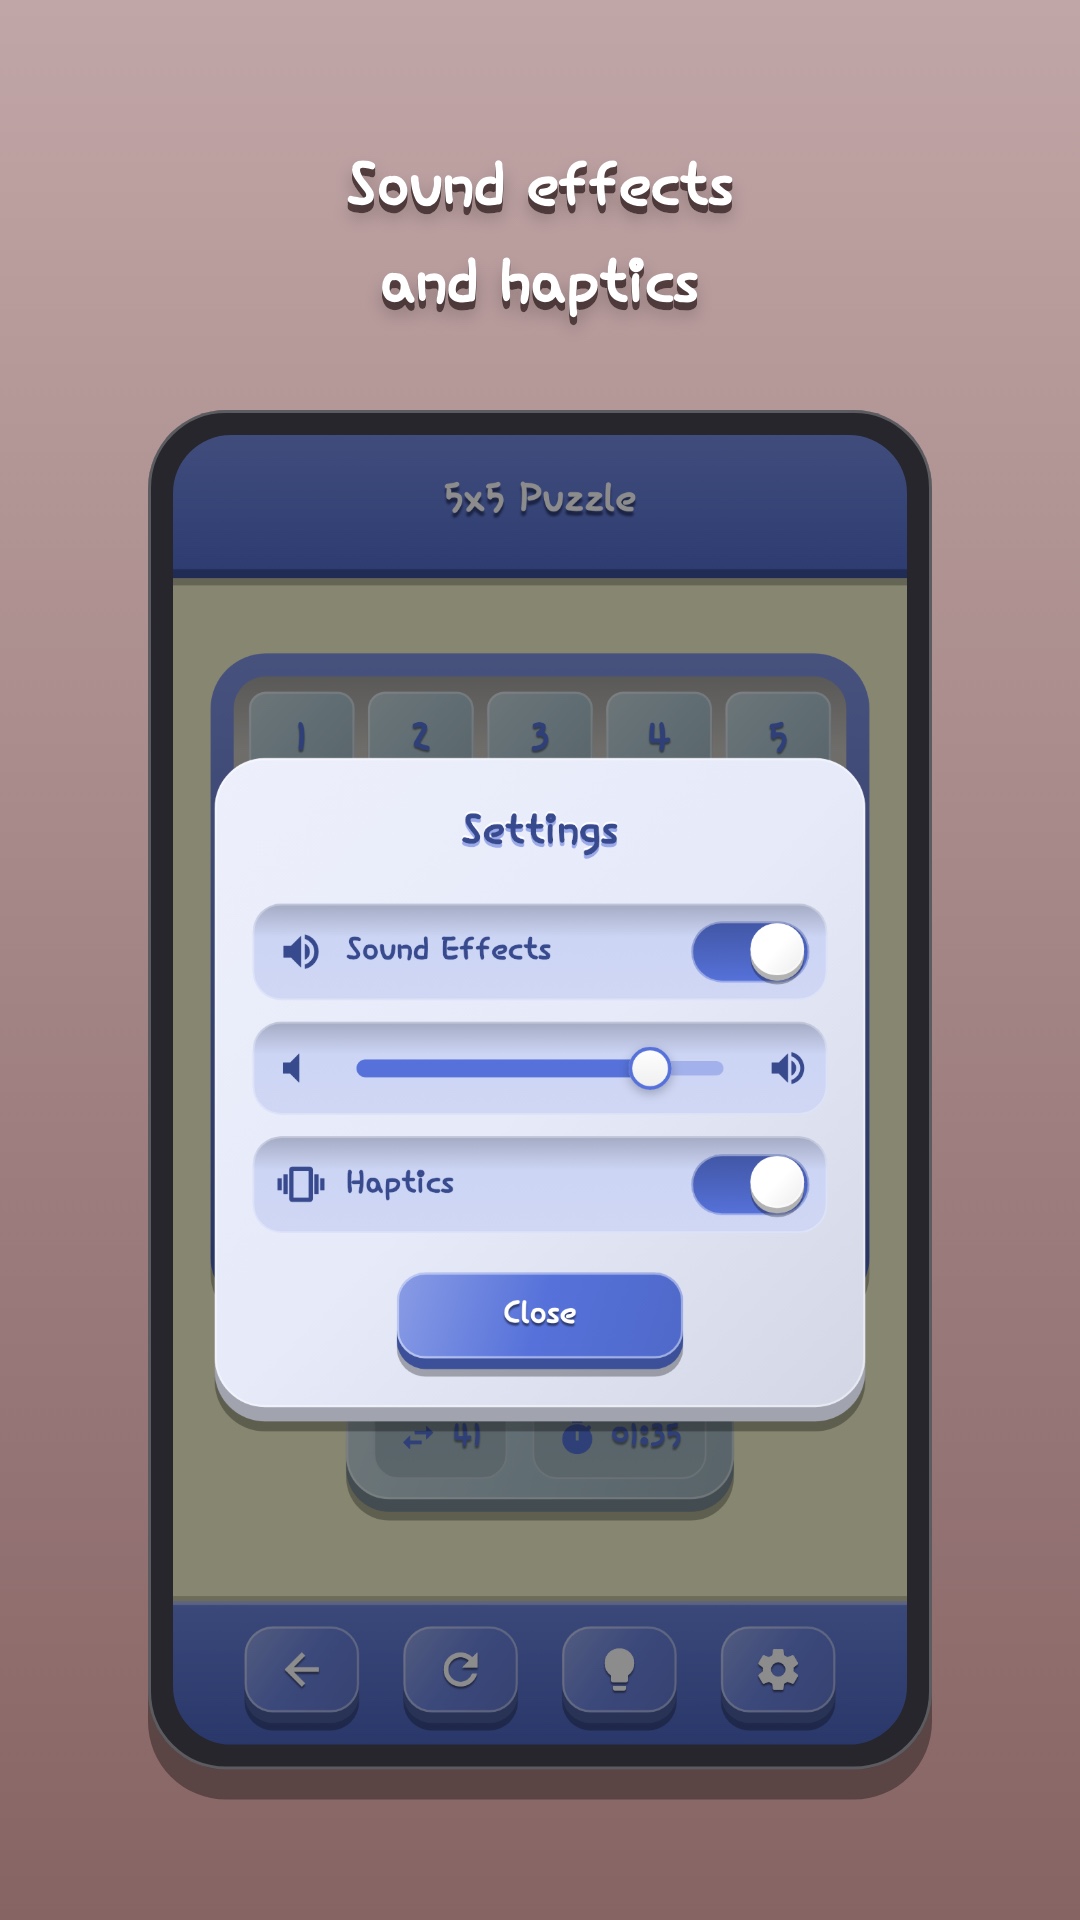 Sound effects
and haptics
5x5 Puzzle
1 2 3 4 5
Settings
Sound Effects
Haptics
Close
41 01:35